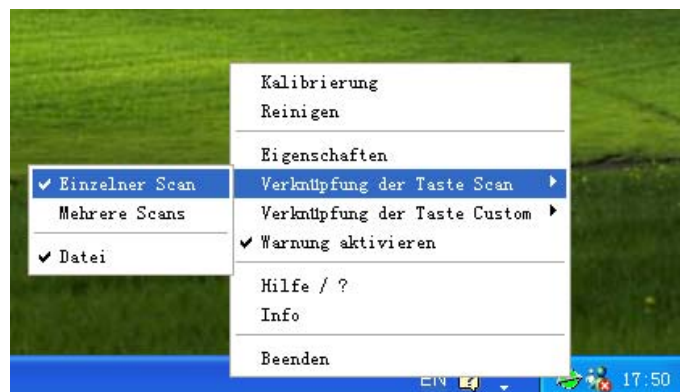 Kalibrierung
Reinigen
Eigenschaften
Verknüpfung der Taste Scan
Verknüpfung der Taste Custom
Warnung aktivieren
Hilfe / ?
Info
Beenden
Einzelner Scan
Mehrere Scans
Datei
EN
17:50